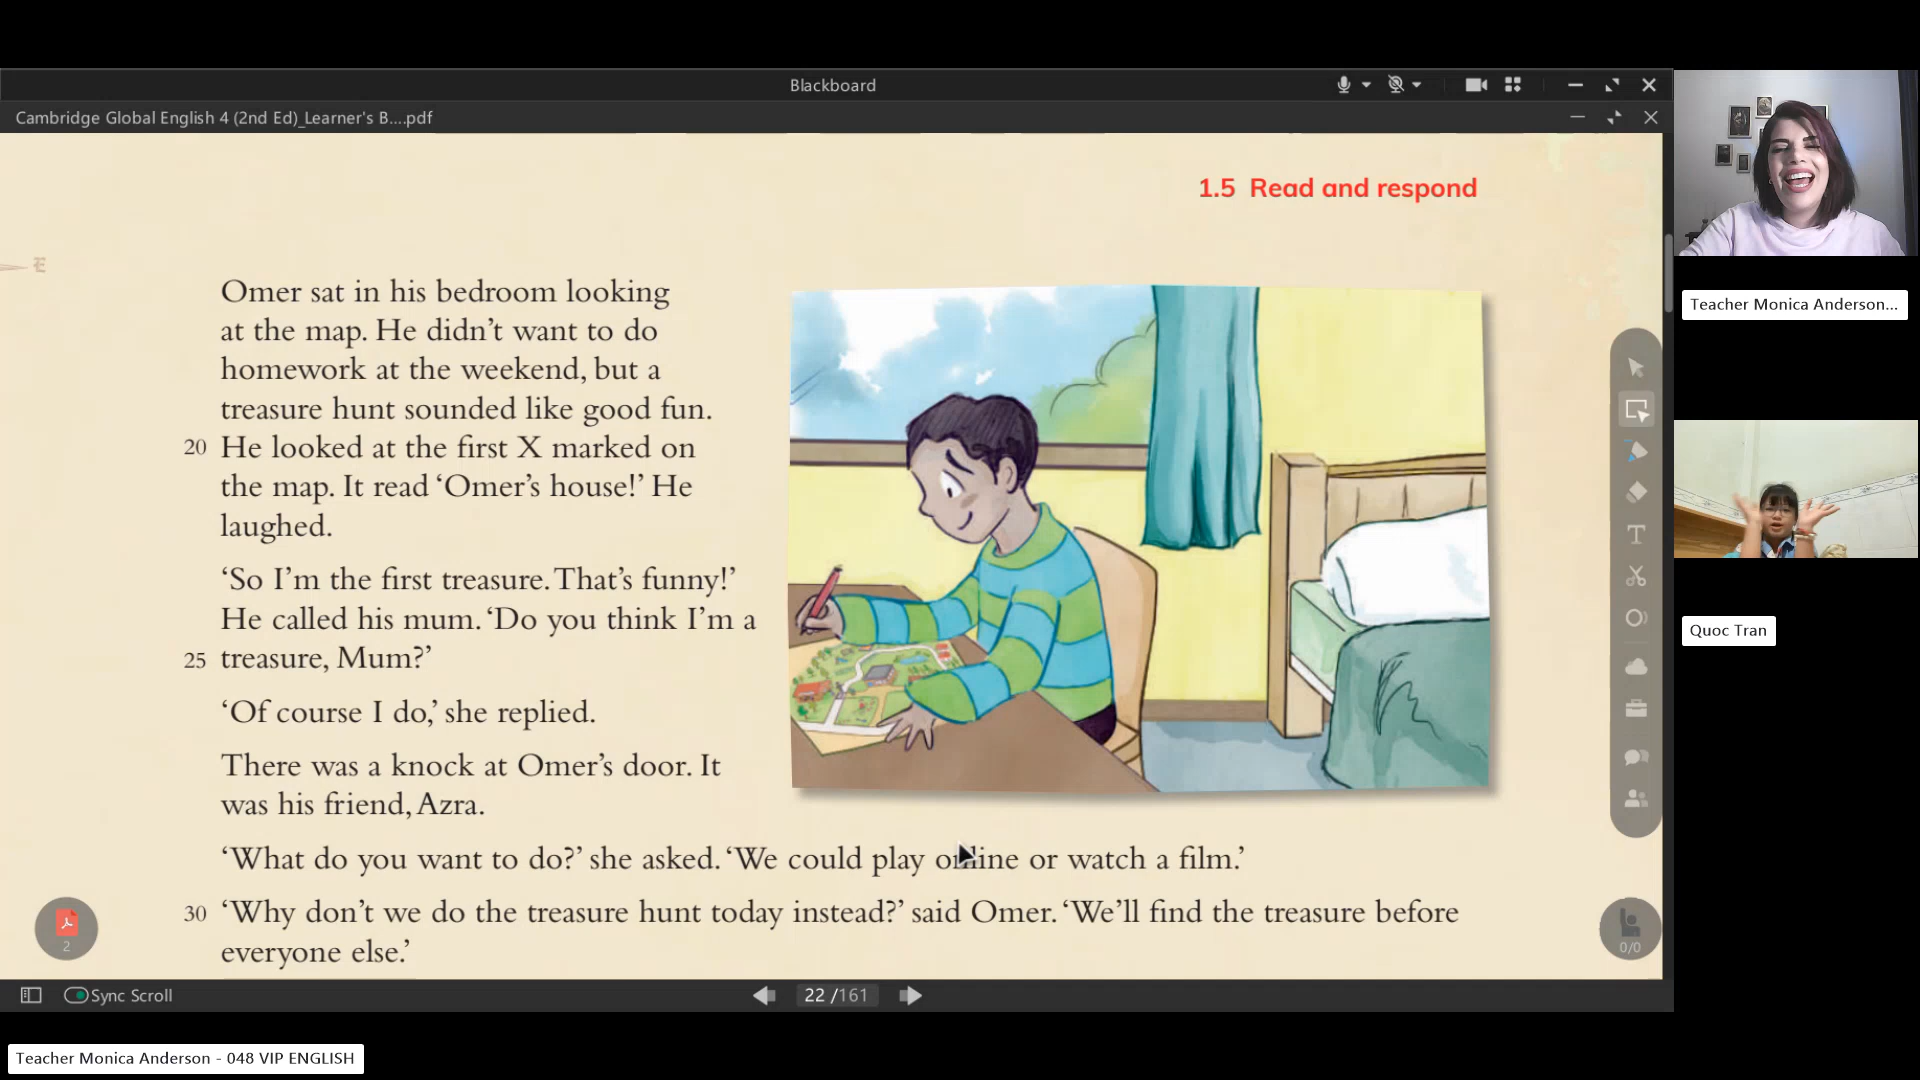 Blackboard
Cambridge Global English 4 (2nd Ed)_Learner's B....pdf
1.5 Read and respond
Omer sat in his bedroom looking
at the map. He didn't want to do
homework at the weekend, but a
treasure hunt sounded like good fun.
20 He looked at the first X marked on
the map. It read ‘Omer's house!’ He
laughed.
‘So I'm the first treasure. That's funny!’
He called his mum. ‘Do you think I'm a
25 treasure, Mum?’
‘Of course I do,’ she replied.
There was a knock at Omer's door. It
was his friend, Azra.
‘What do you want to do?’ she asked. ‘We could play online or watch a film.’
30 ‘Why don't we do the treasure hunt today instead?’ said Omer. ‘We'll find the treasure before
everyone else.’
2
0/0
Sync Scroll
22 /161
Teacher Monica Anderson...
Quoc Tran
Teacher Monica Anderson - 048 VIP ENGLISH